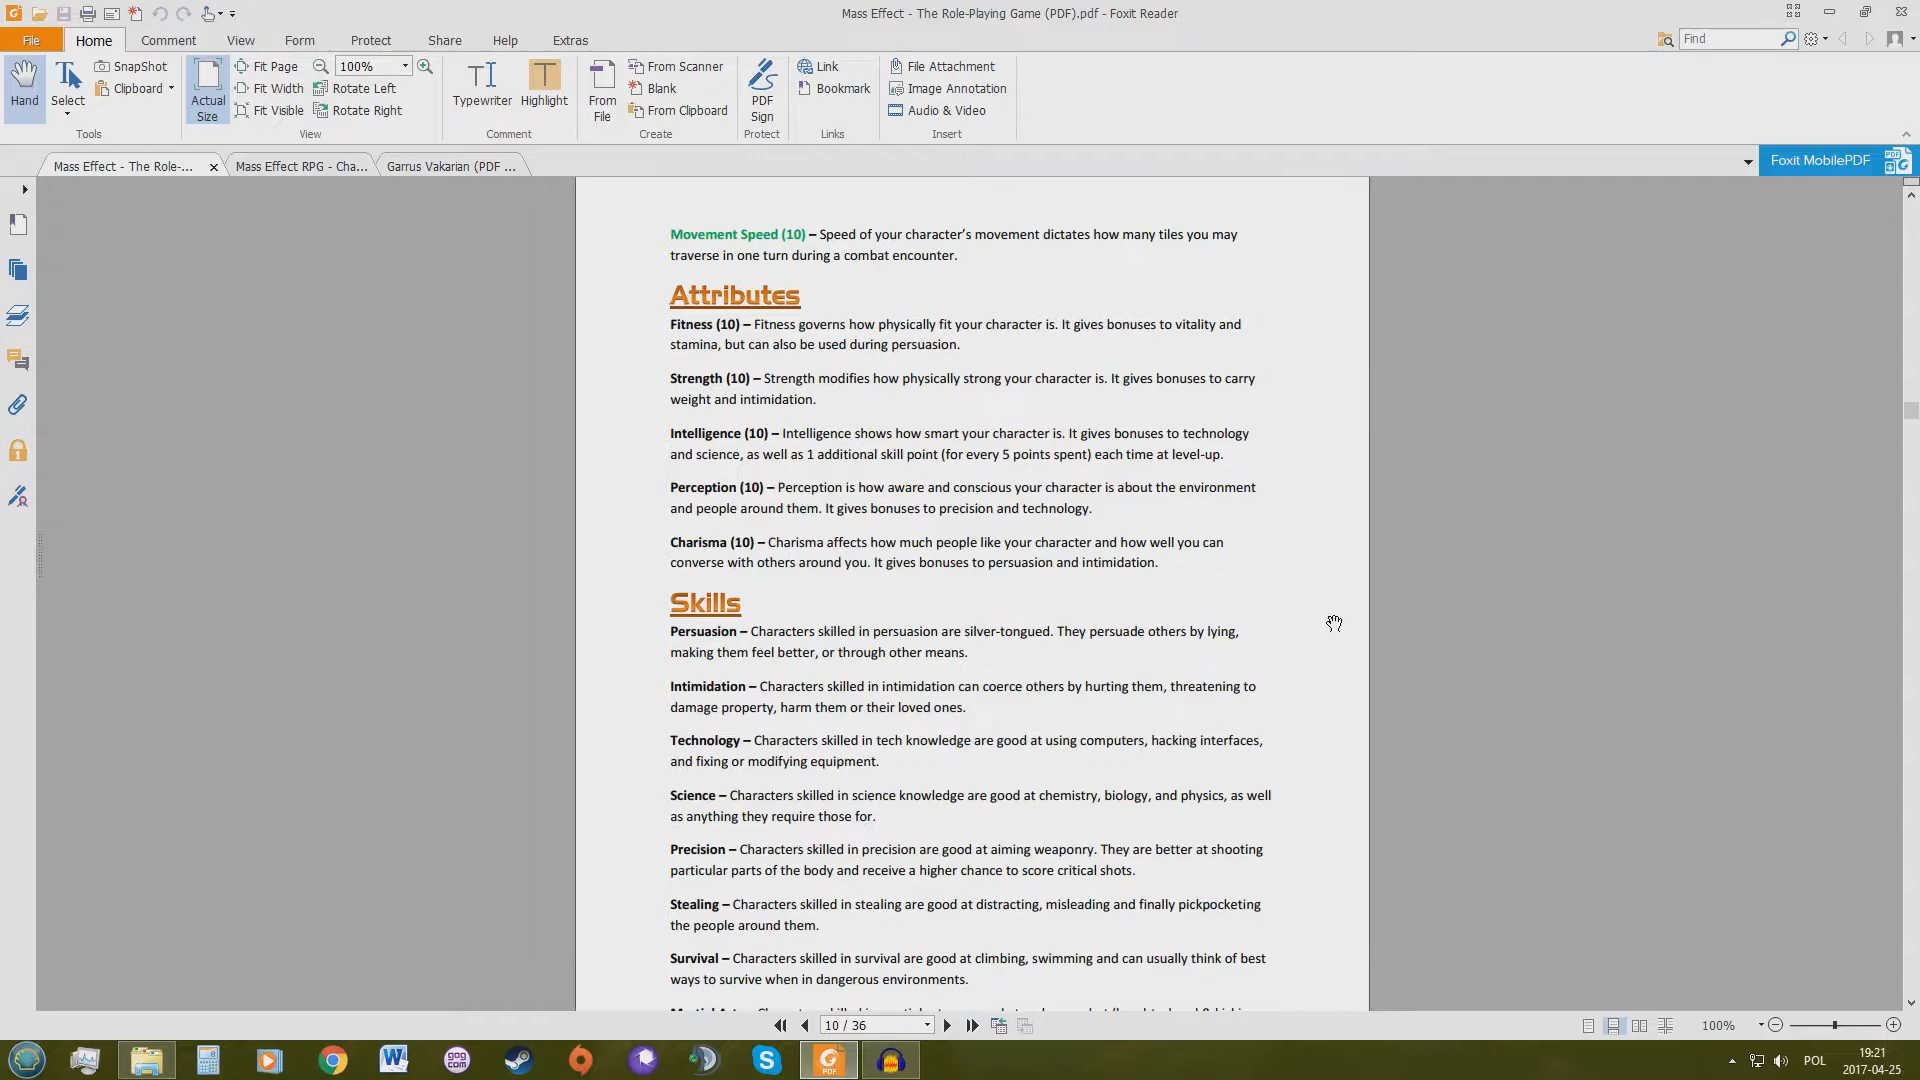 Mass Effect - The Role-Playing Game (PDF).pdf - Foxit Reader
File
Home
Comment
View
Form
Protect
Share
Help
Extras
Find
Hand
Select
SnapShot
Clipboard
Tools
Actual
Size
Fit Page
Fit Width
Fit Visible
100%
Rotate Left
Rotate Right
View
Typewriter
Highlight
Comment
From
File
From Scanner
Blank
From Clipboard
Create
PDF
Sign
Protect
Link
Bookmark
Links
File Attachment
Image Annotation
Audio & Video
Insert
Mass Effect - The Role-...
Mass Effect RPG - Cha...
Garrus Vakarian (PDF ...
Foxit MobilePDF
Movement Speed (10) – Speed of your character's movement dictates how many tiles you may
traverse in one turn during a combat encounter.
Attributes
Fitness (10) – Fitness governs how physically fit your character is. It gives bonuses to vitality and
stamina, but can also be used during persuasion.
Strength (10) – Strength modifies how physically strong your character is. It gives bonuses to carry
weight and intimidation.
Intelligence (10) – Intelligence shows how smart your character is. It gives bonuses to technology
and science, as well as 1 additional skill point (for every 5 points spent) each time at level-up.
Perception (10) – Perception is how aware and conscious your character is about the environment
and people around them. It gives bonuses to precision and technology.
Charisma (10) – Charisma affects how much people like your character and how well you can
converse with others around you. It gives bonuses to persuasion and intimidation.
Skills
Persuasion – Characters skilled in persuasion are silver-tongued. They persuade others by lying,
making them feel better, or through other means.
Intimidation – Characters skilled in intimidation can coerce others by hurting them, threatening to
damage property, harm them or their loved ones.
Technology – Characters skilled in tech knowledge are good at using computers, hacking interfaces,
and fixing or modifying equipment.
Science – Characters skilled in science knowledge are good at chemistry, biology, and physics, as well
as anything they require those for.
Precision – Characters skilled in precision are good at aiming weaponry. They are better at shooting
particular parts of the body and receive a higher chance to score critical shots.
Stealing – Characters skilled in stealing are good at distracting, misleading and finally pickpocketing
the people around them.
Survival – Characters skilled in survival are good at climbing, swimming and can usually think of best
ways to survive when in dangerous environments.
10 / 36
100%
POL
19:21
2017-04-25